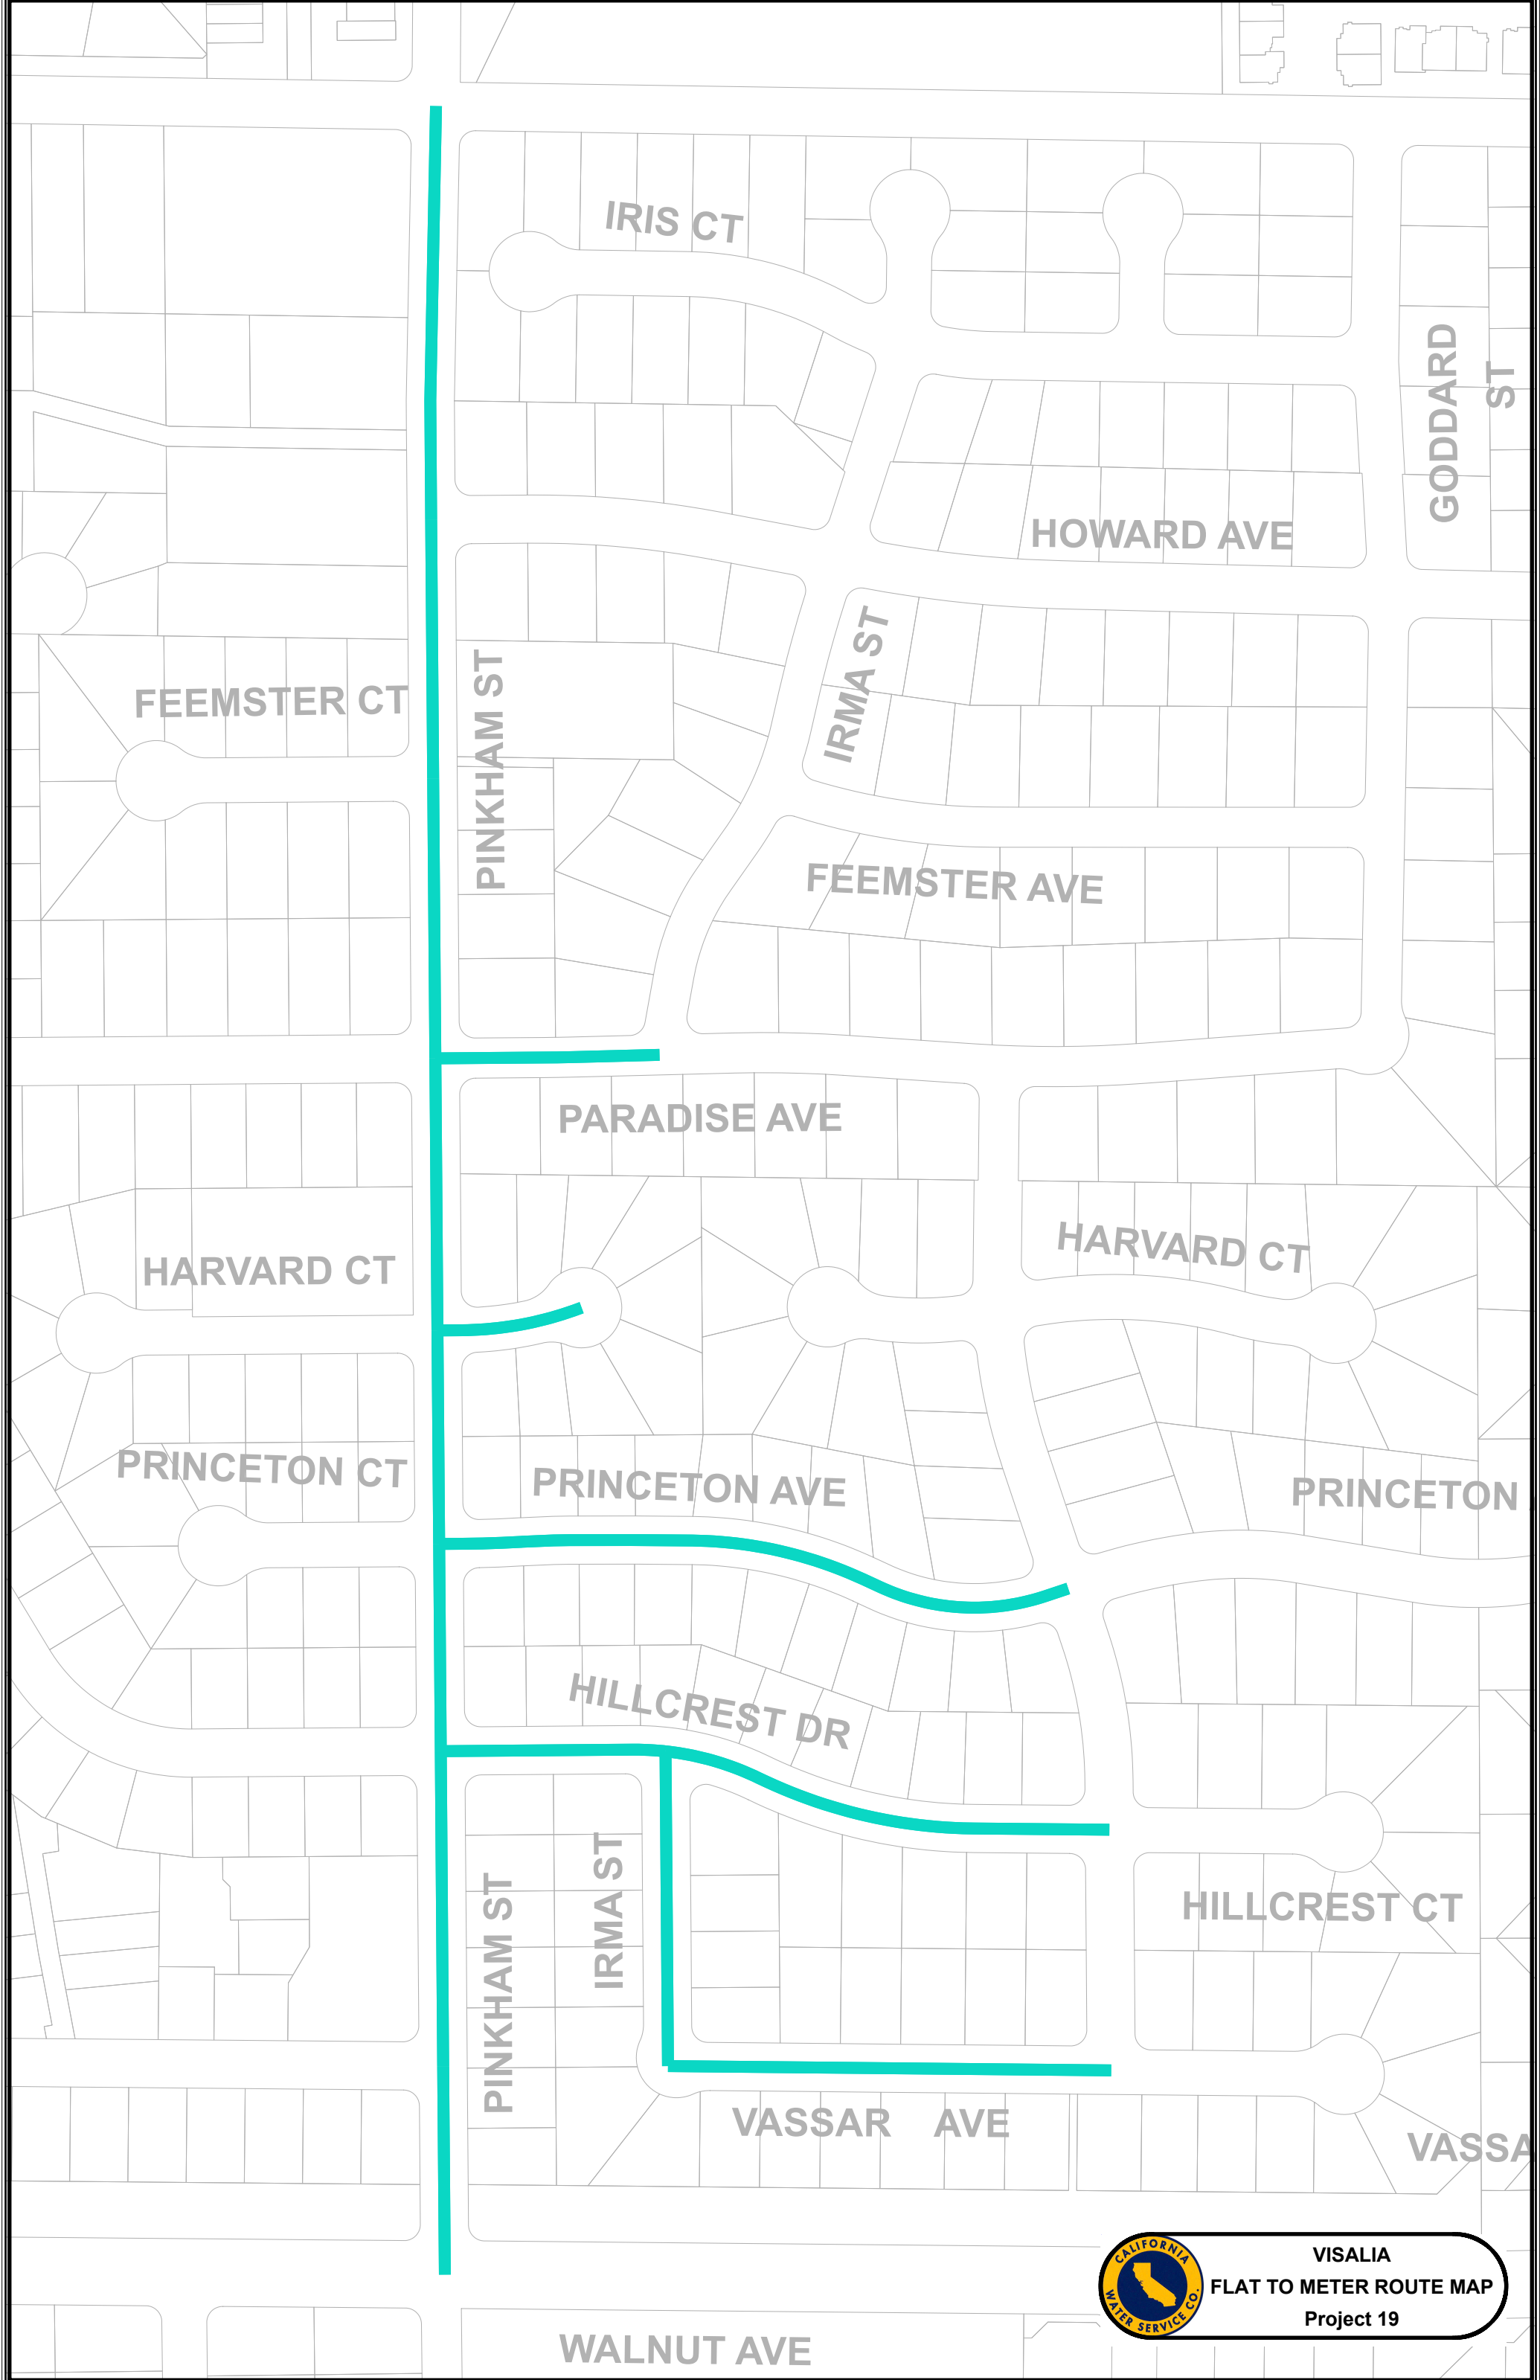 IRIS CT
GODDARD
ST
HOWARD AVE
IRMA ST
FEEMSTER CT
PINKHAM ST
FEEMSTER AVE
PARADISE AVE
HARVARD CT
HARVARD CT
PRINCETON CT
PRINCETON AVE
PRINCETON
HILLCREST DR
IRMA ST
PINKHAM ST
HILLCREST CT
VASSAR AVE
VASSA
CALIFORNIA
WATER SERVICE CO.
VISALIA
FLAT TO METER ROUTE MAP
Project 19
WALNUT AVE